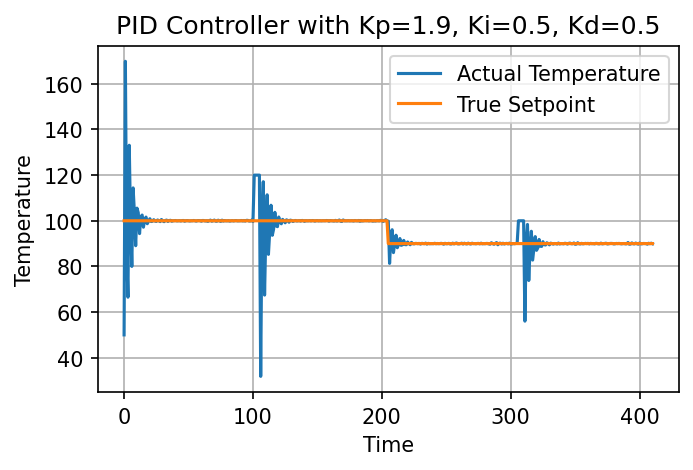 PID Controller with Kp=1.9, Ki=0.5, Kd=0.5
Actual Temperature
True Setpoint
Temperature
160
140
120
100
80
60
40
0 100 200 300 400
Time